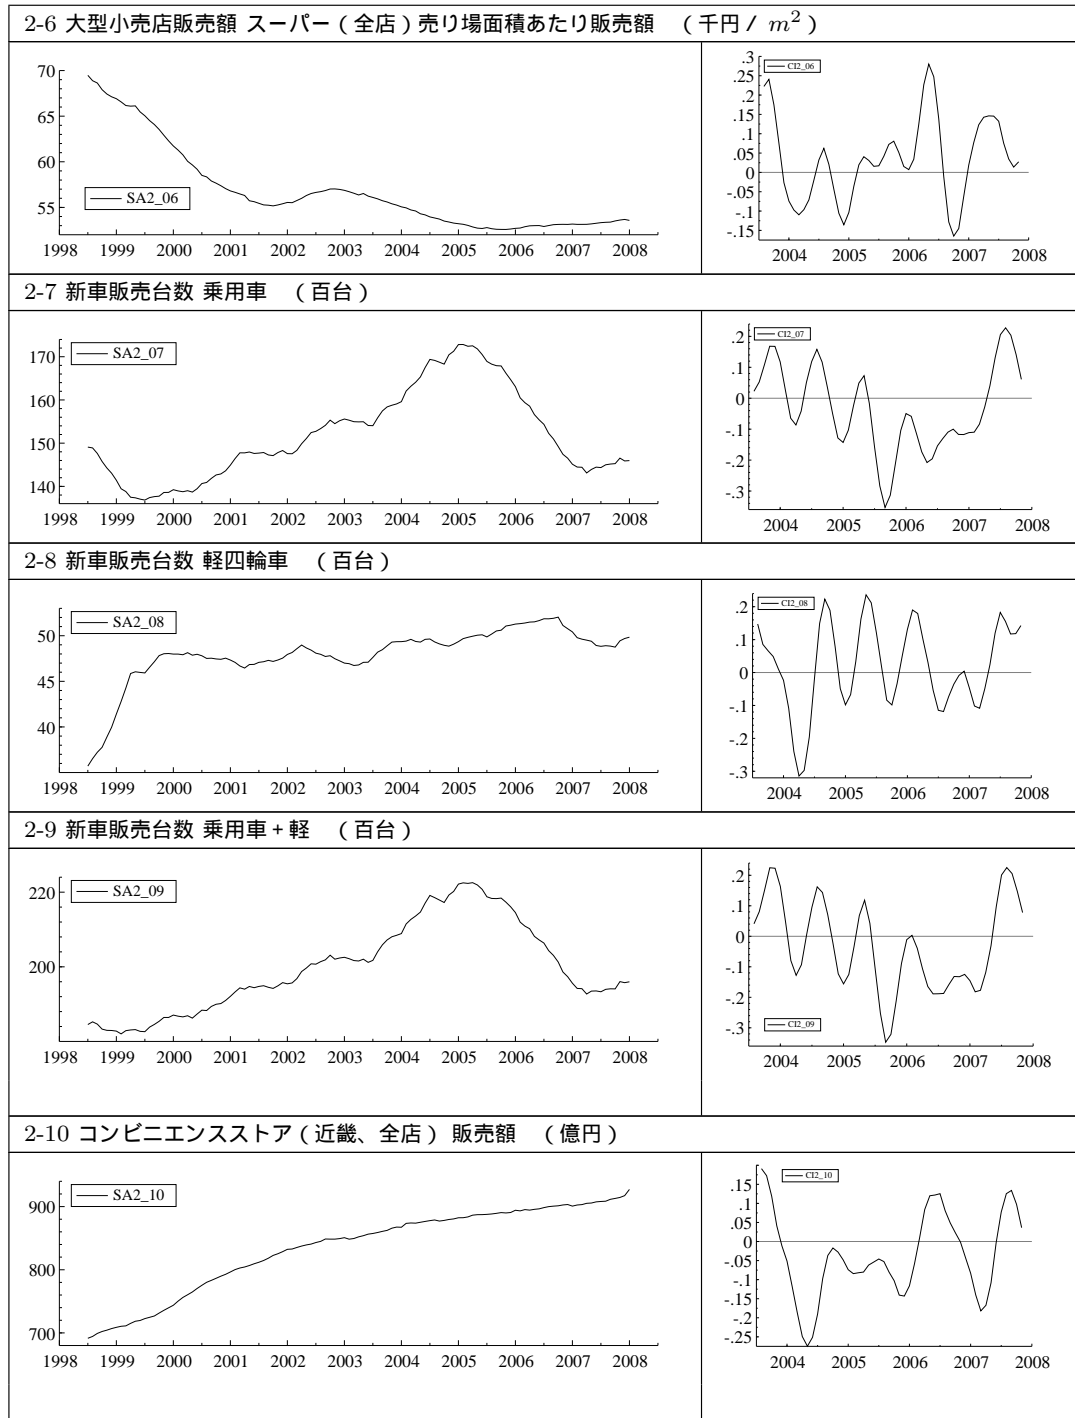 2-6 大型小売店販売額 スーパー（全店）売り場面積あたり販売額　（千円 / m²）
70
65
60
55
SA2_06
1998 1999 2000 2001 2002 2003 2004 2005 2006 2007 2008
.3
.25
.2
.15
.1
.05
0
-.05
-.1
-.15
CI2_06
2004 2005 2006 2007 2008
2-7 新車販売台数 乗用車　（百台）
170
160
150
140
SA2_07
1998 1999 2000 2001 2002 2003 2004 2005 2006 2007 2008
.2
.1
0
-.1
-.2
-.3
CI2_07
2004 2005 2006 2007 2008
2-8 新車販売台数 軽四輪車　（百台）
50
45
40
SA2_08
1998 1999 2000 2001 2002 2003 2004 2005 2006 2007 2008
.2
.1
0
-.1
-.2
-.3
CI2_08
2004 2005 2006 2007 2008
2-9 新車販売台数 乗用車 + 軽　（百台）
220
200
SA2_09
1998 1999 2000 2001 2002 2003 2004 2005 2006 2007 2008
.2
.1
0
-.1
-.2
-.3
CI2_09
2004 2005 2006 2007 2008
2-10 コンビニエンスストア（近畿、全店） 販売額　（億円）
900
800
700
SA2_10
1998 1999 2000 2001 2002 2003 2004 2005 2006 2007 2008
.15
.1
.05
0
-.05
-.1
-.15
-.2
-.25
CI2_10
2004 2005 2006 2007 2008